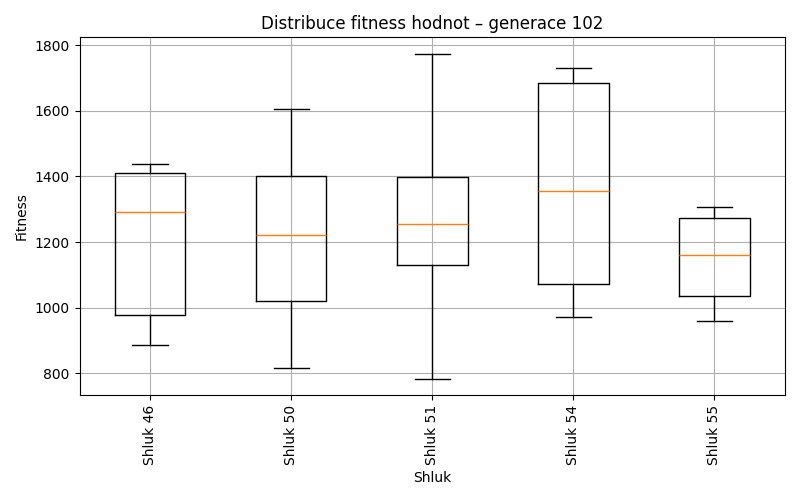 Distribuce fitness hodnot – generace 102
1800
1600
1400
1200
1000
800
Fitness
Shluk 46
Shluk 50
Shluk 51
Shluk 54
Shluk 55
Shluk